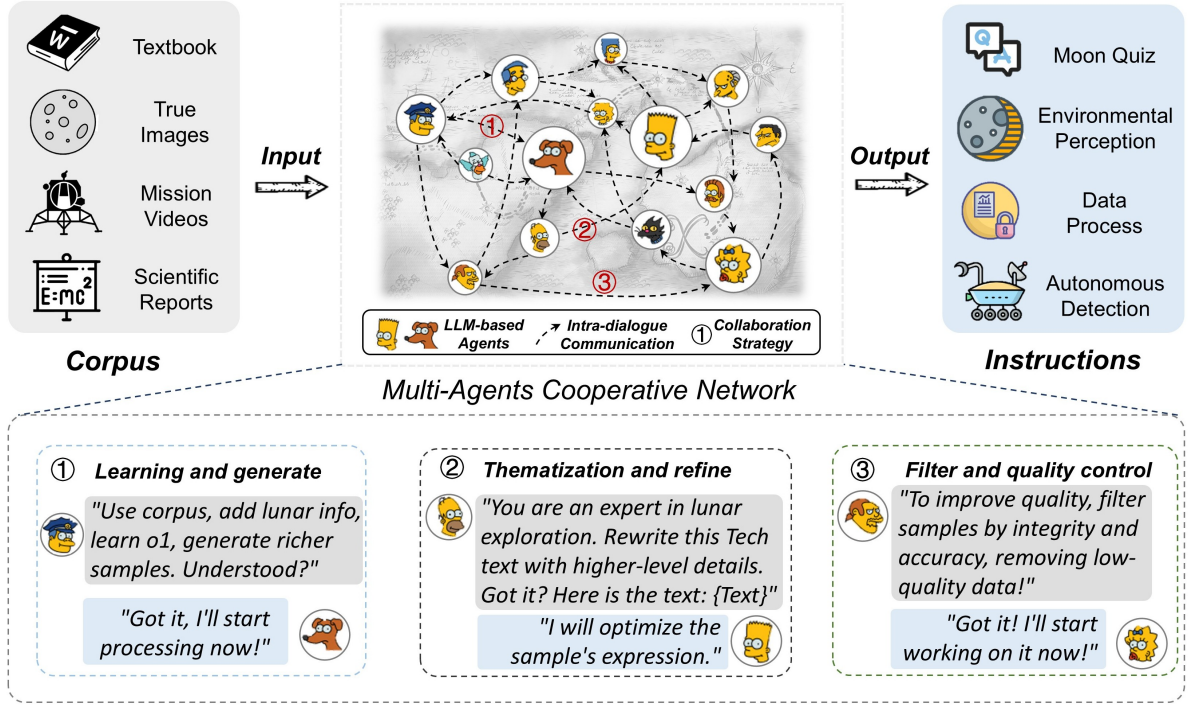 W
Textbook
True
Images
Mission
Videos
E=mc²
Scientific
Reports
Corpus
Input
①
②
③
LLM-based
Agents
Intra-dialogue
Communication
①
Collaboration
Strategy
Multi-Agents Cooperative Network
Output
Q
A
Moon Quiz
Environmental
Perception
Data
Process
Autonomous
Detection
Instructions
① Learning and generate
"Use corpus, add lunar info,
learn o1, generate richer
samples. Understood?"
"Got it, I'll start
processing now!"
② Thematization and refine
"You are an expert in lunar
exploration. Rewrite this Tech
text with higher-level details.
Got it? Here is the text: {Text}"
"I will optimize the
sample's expression."
③ Filter and quality control
"To improve quality, filter
samples by integrity and
accuracy, removing low-
quality data!"
"Got it! I'll start
working on it now!"